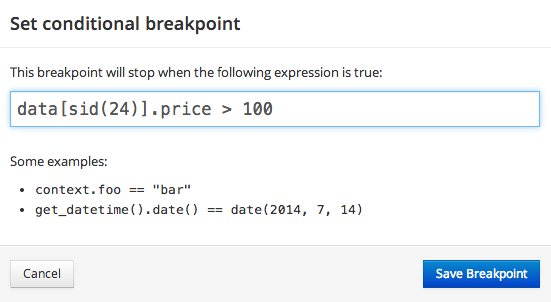 Set conditional breakpoint
This breakpoint will stop when the following expression is true:
data[sid(24)].price > 100
Some examples:
• context.foo == "bar"
• get_datetime().date() == date(2014, 7, 14)
Cancel Save Breakpoint